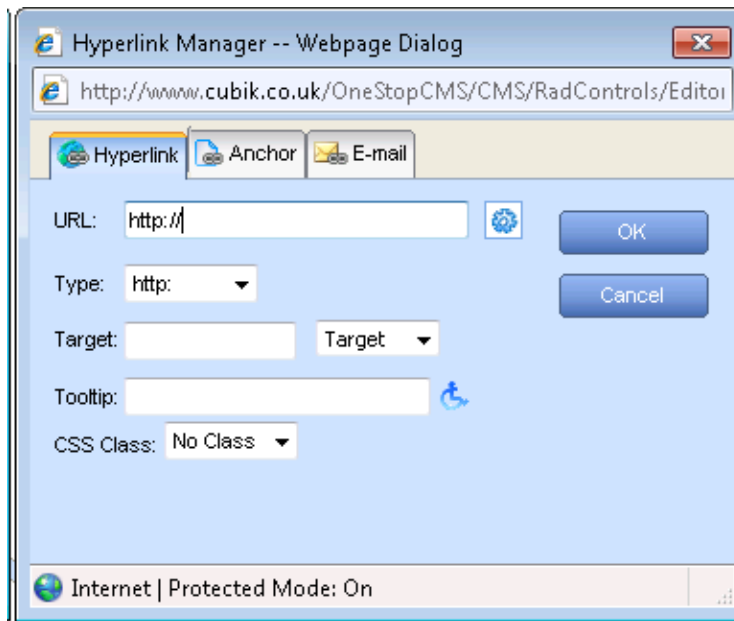 Hyperlink Manager -- Webpage Dialog
http://www.cubik.co.uk/OneStopCMS/CMS/RadControls/Editor
Hyperlink Anchor E-mail
URL: http:// OK
Type: http: Cancel
Target: Target
Tooltip:
CSS Class: No Class
Internet | Protected Mode: On